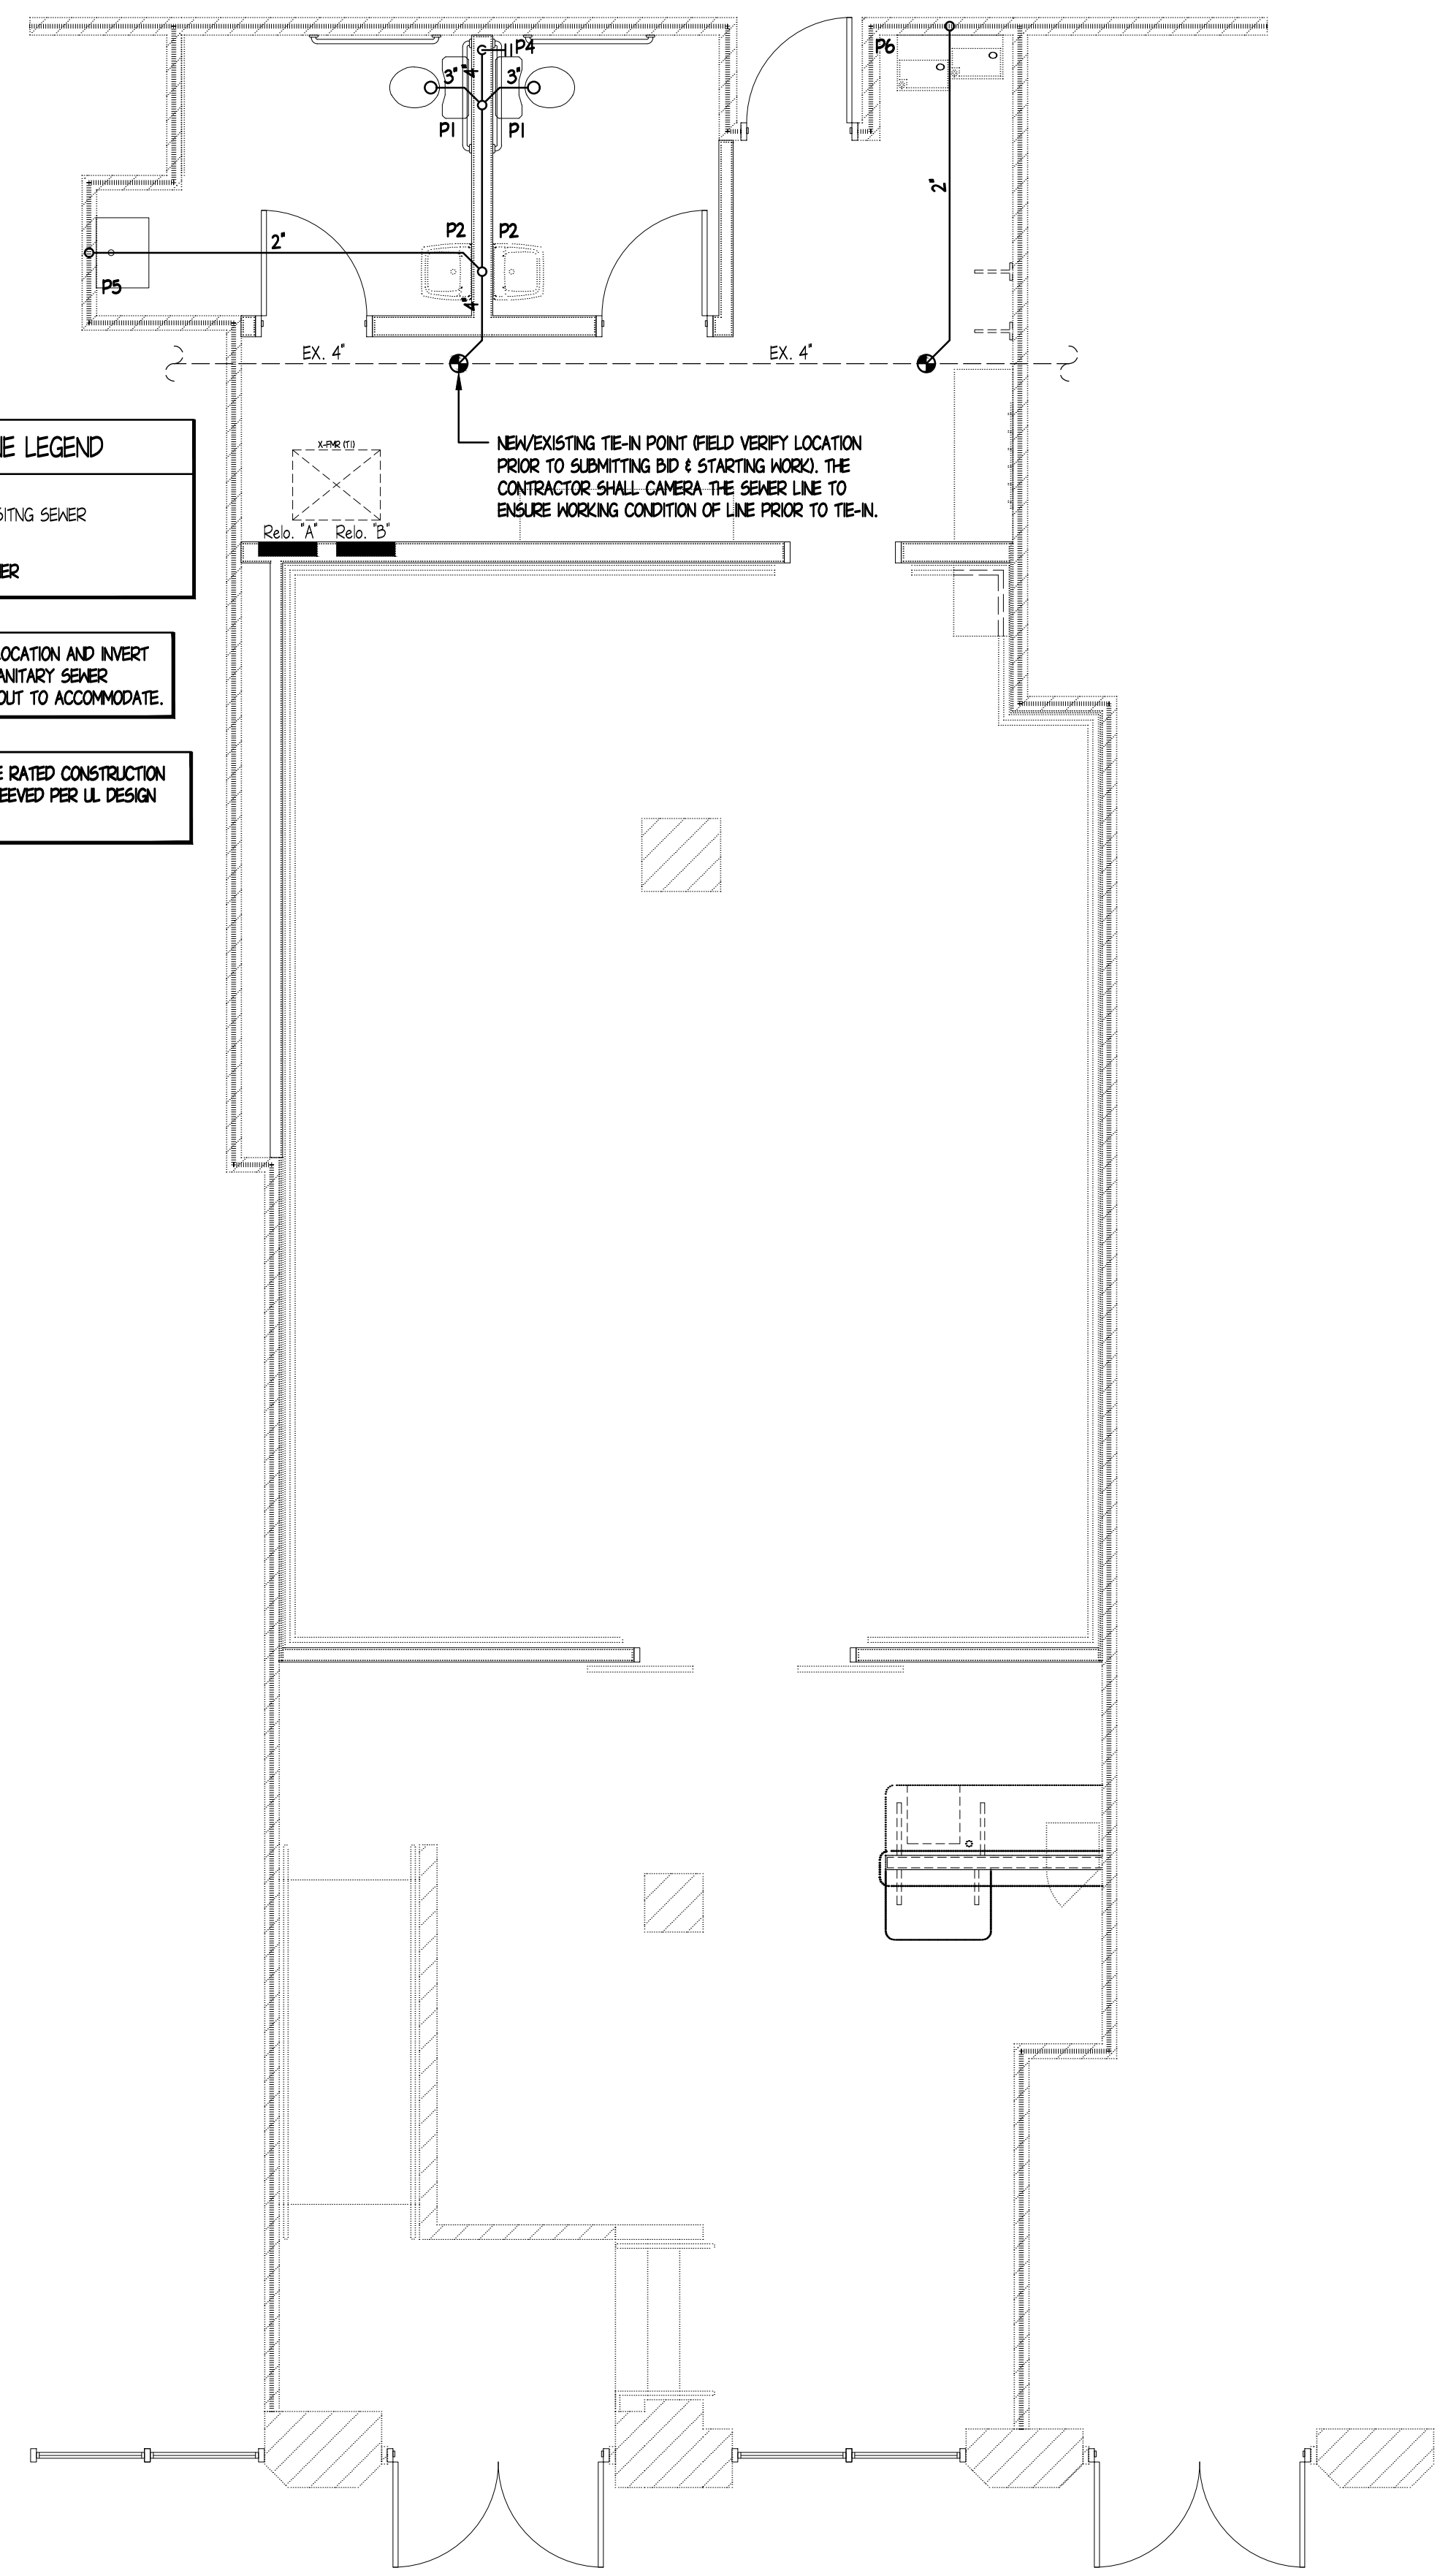 P4
P6
3"
4"
3"
P1
P1
2"
P2
P2
2"
P5
4"
EX. 4"
EX. 4"
LEGEND
SITNG SEWER
NEW/EXISTING TIE-IN POINT (FIELD VERIFY LOCATION
PRIOR TO SUBMITTING BID & STARTING WORK). THE
CONTRACTOR SHALL CAMERA THE SEWER LINE TO
ENSURE WORKING CONDITION OF LINE PRIOR TO TIE-IN.
X-FMR (T1)
Relo. "A"
Relo. "B"
ER
OCATION AND INVERT
ANITARY SEWER
OUT TO ACCOMMODATE.
E RATED CONSTRUCTION
EEVED PER UL DESIGN